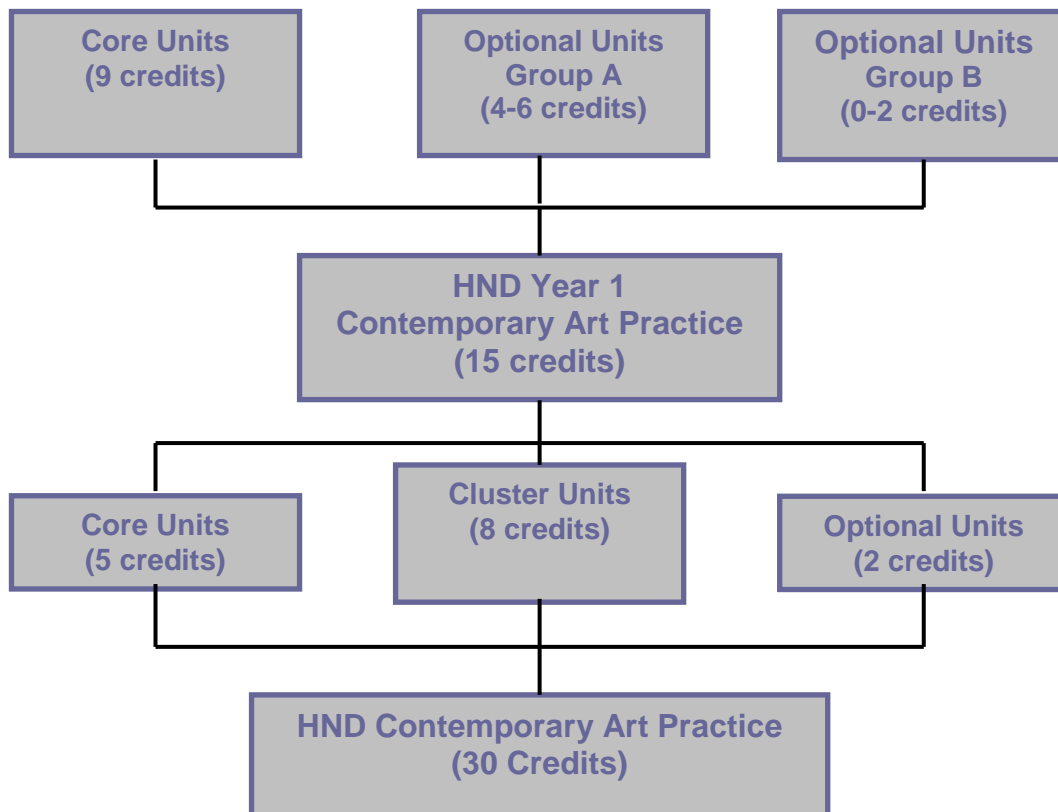 Core Units
(9 credits)
Optional Units
Group A
(4-6 credits)
Optional Units
Group B
(0-2 credits)
HND Year 1
Contemporary Art Practice
(15 credits)
Core Units
(5 credits)
Cluster Units
(8 credits)
Optional Units
(2 credits)
HND Contemporary Art Practice
(30 Credits)